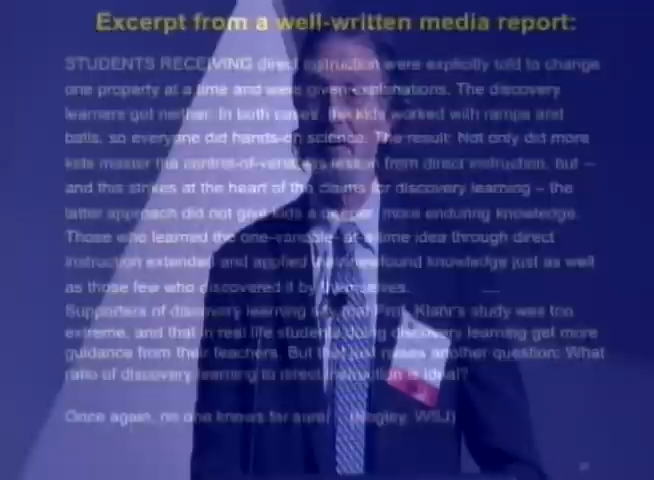 Excerpt from a well-written media report:
STUDENTS RECEIVING direct instruction were explicitly told to change
one property at a time and were given explanations. The discovery
learners got neither. In both cases, the kids worked with ramps and
balls, so everyone did hands-on science. The result: Not only did more
kids master the control-of-variables lesson from direct instruction, but –
and this strikes at the heart of the claims for discovery learning – the
latter approach did not give kids a deeper, more enduring knowledge.
Those who learned the one-variable- at-a-time idea through direct
instruction extended and applied their new found knowledge just as well
as those few who discovered it by themselves.
Supporters of discovery learning say that Prof. Klahr's study was too
extreme, and that in real life students doing discovery learning get more
guidance from their teachers. But that just raises another question: What
ratio of discovery learning to direct instruction is ideal?
Once again, no one knows for sure! (Begley, WSJ)